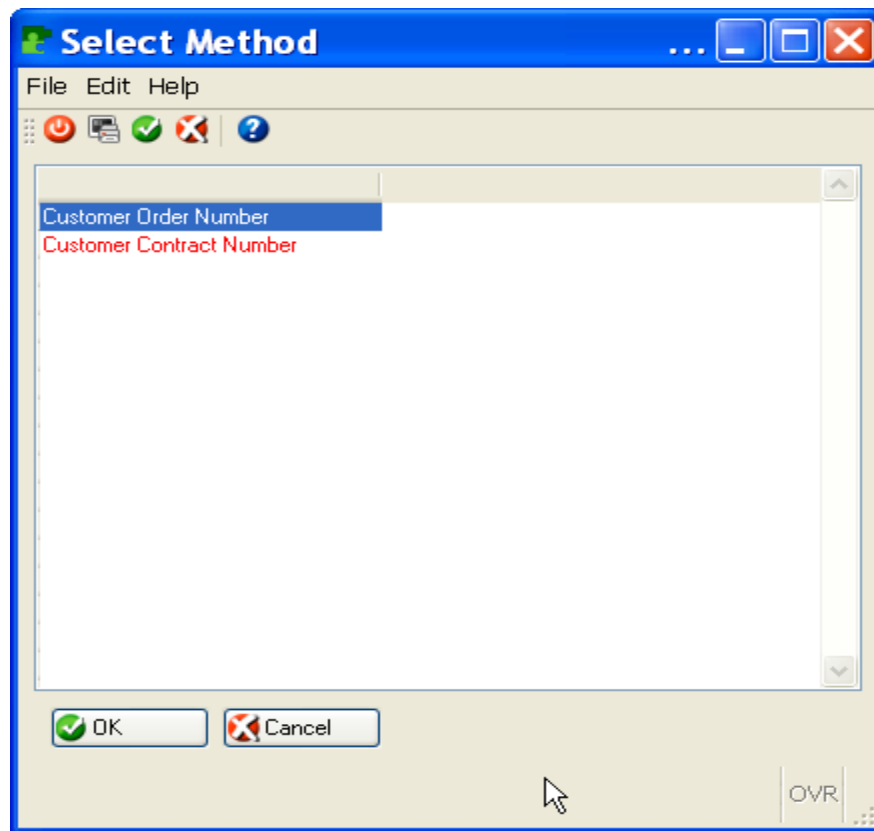 Select Method ...
File Edit Help
Customer Order Number
Customer Contract Number
OK Cancel
OVR